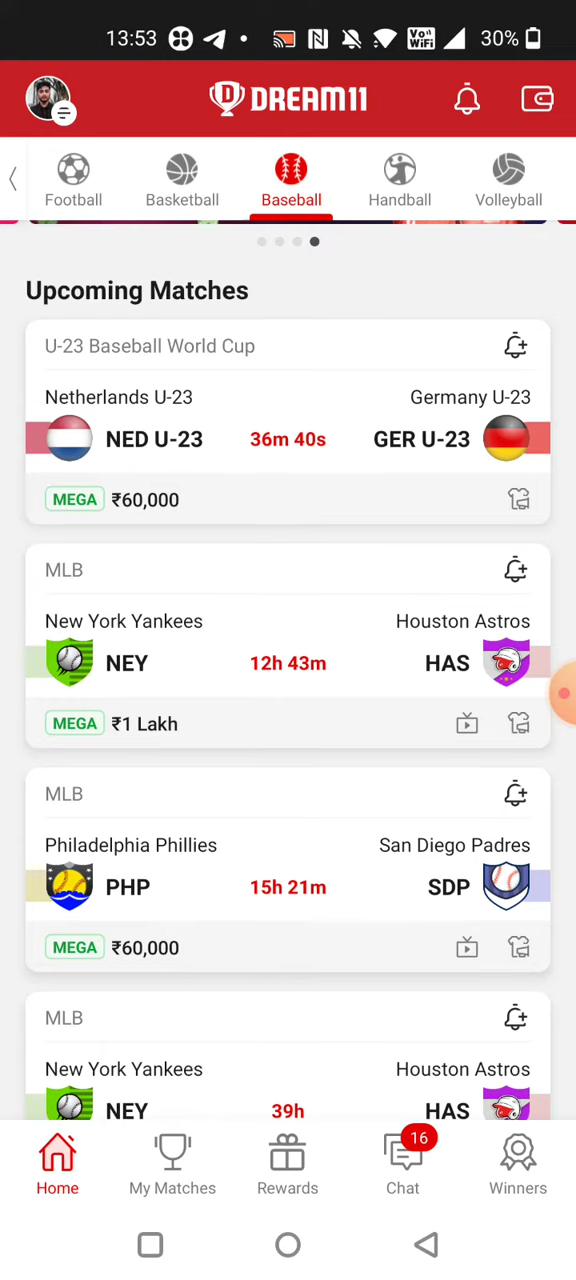 13:53 Vo)) WiFi 30%
DREAM11
Football Basketball Baseball Handball Volleyball
Upcoming Matches
U-23 Baseball World Cup
Netherlands U-23 Germany U-23
NED U-23 36m 40s GER U-23
MEGA ₹60,000
MLB
New York Yankees Houston Astros
NEY 12h 43m HAS
MEGA ₹1 Lakh
MLB
Philadelphia Phillies San Diego Padres
PHP 15h 21m SDP
MEGA ₹60,000
MLB
New York Yankees Houston Astros
NEY 39h HAS
16
Home My Matches Rewards Chat Winners